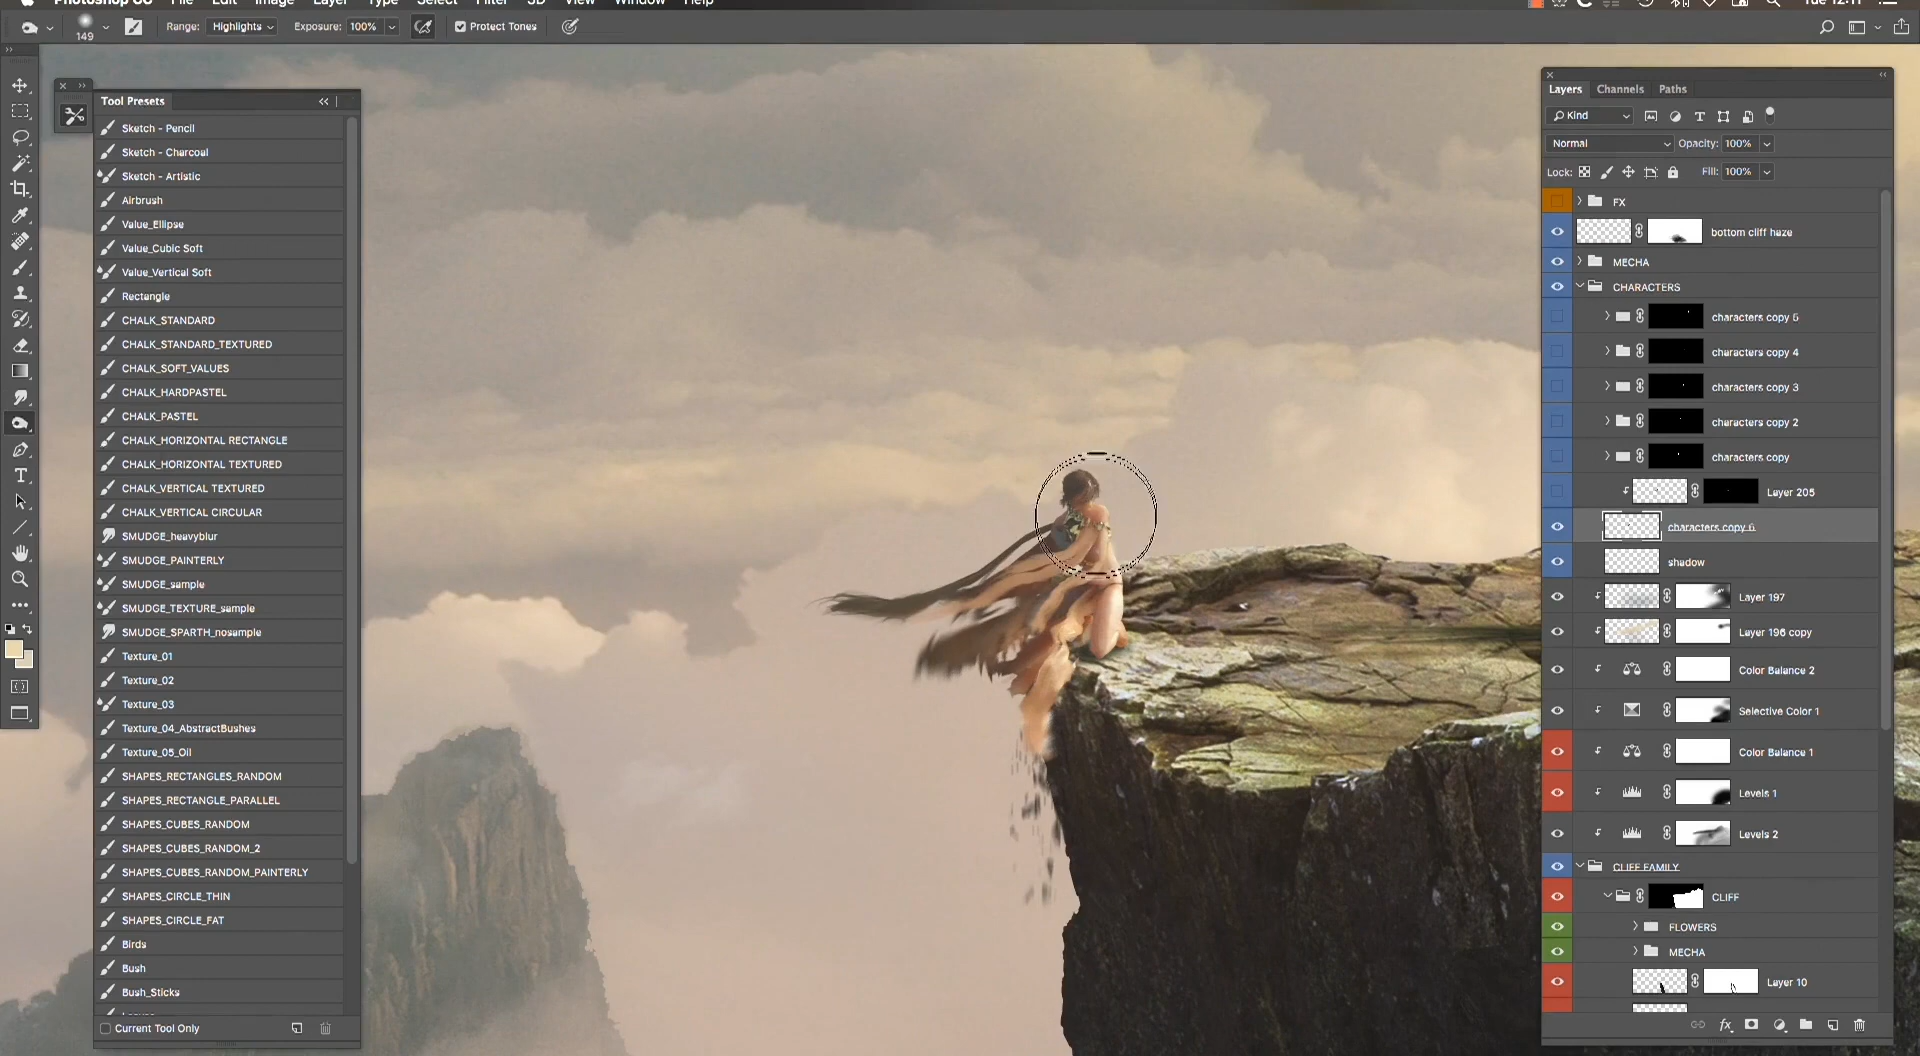 Photoshop CC File Edit Image Layer Type Select Filter 3D View Window Help
Tue 12:11
149 Range: Highlights Exposure: 100% Protect Tones
Tool Presets
Sketch - Pencil
Sketch - Charcoal
Sketch - Artistic
Airbrush
Value_Ellipse
Value_Cubic Soft
Value_Vertical Soft
Rectangle
CHALK_STANDARD
CHALK_STANDARD_TEXTURED
CHALK_SOFT_VALUES
CHALK_HARDPASTEL
CHALK_PASTEL
CHALK_HORIZONTAL RECTANGLE
CHALK_HORIZONTAL TEXTURED
CHALK_VERTICAL TEXTURED
CHALK_VERTICAL CIRCULAR
SMUDGE_heavyblur
SMUDGE_PAINTERLY
SMUDGE_sample
SMUDGE_TEXTURE_sample
SMUDGE_SPARTH_nosample
Texture_01
Texture_02
Texture_03
Texture_04_AbstractBushes
Texture_05_Oil
SHAPES_RECTANGLES_RANDOM
SHAPES_RECTANGLE_PARALLEL
SHAPES_CUBES_RANDOM
SHAPES_CUBES_RANDOM_2
SHAPES_CUBES_RANDOM_PAINTERLY
SHAPES_CIRCLE_THIN
SHAPES_CIRCLE_FAT
Birds
Bush
Bush_Sticks
Current Tool Only
Layers Channels Paths
Kind
Normal Opacity: 100%
Lock: Fill: 100%
FX
bottom cliff haze
MECHA
CHARACTERS
characters copy 5
characters copy 4
characters copy 3
characters copy 2
characters copy
Layer 205
characters copy 6
shadow
Layer 197
Layer 196 copy
Color Balance 2
Selective Color 1
Color Balance 1
Levels 1
Levels 2
CLIFF FAMILY
CLIFF
FLOWERS
MECHA
Layer 10